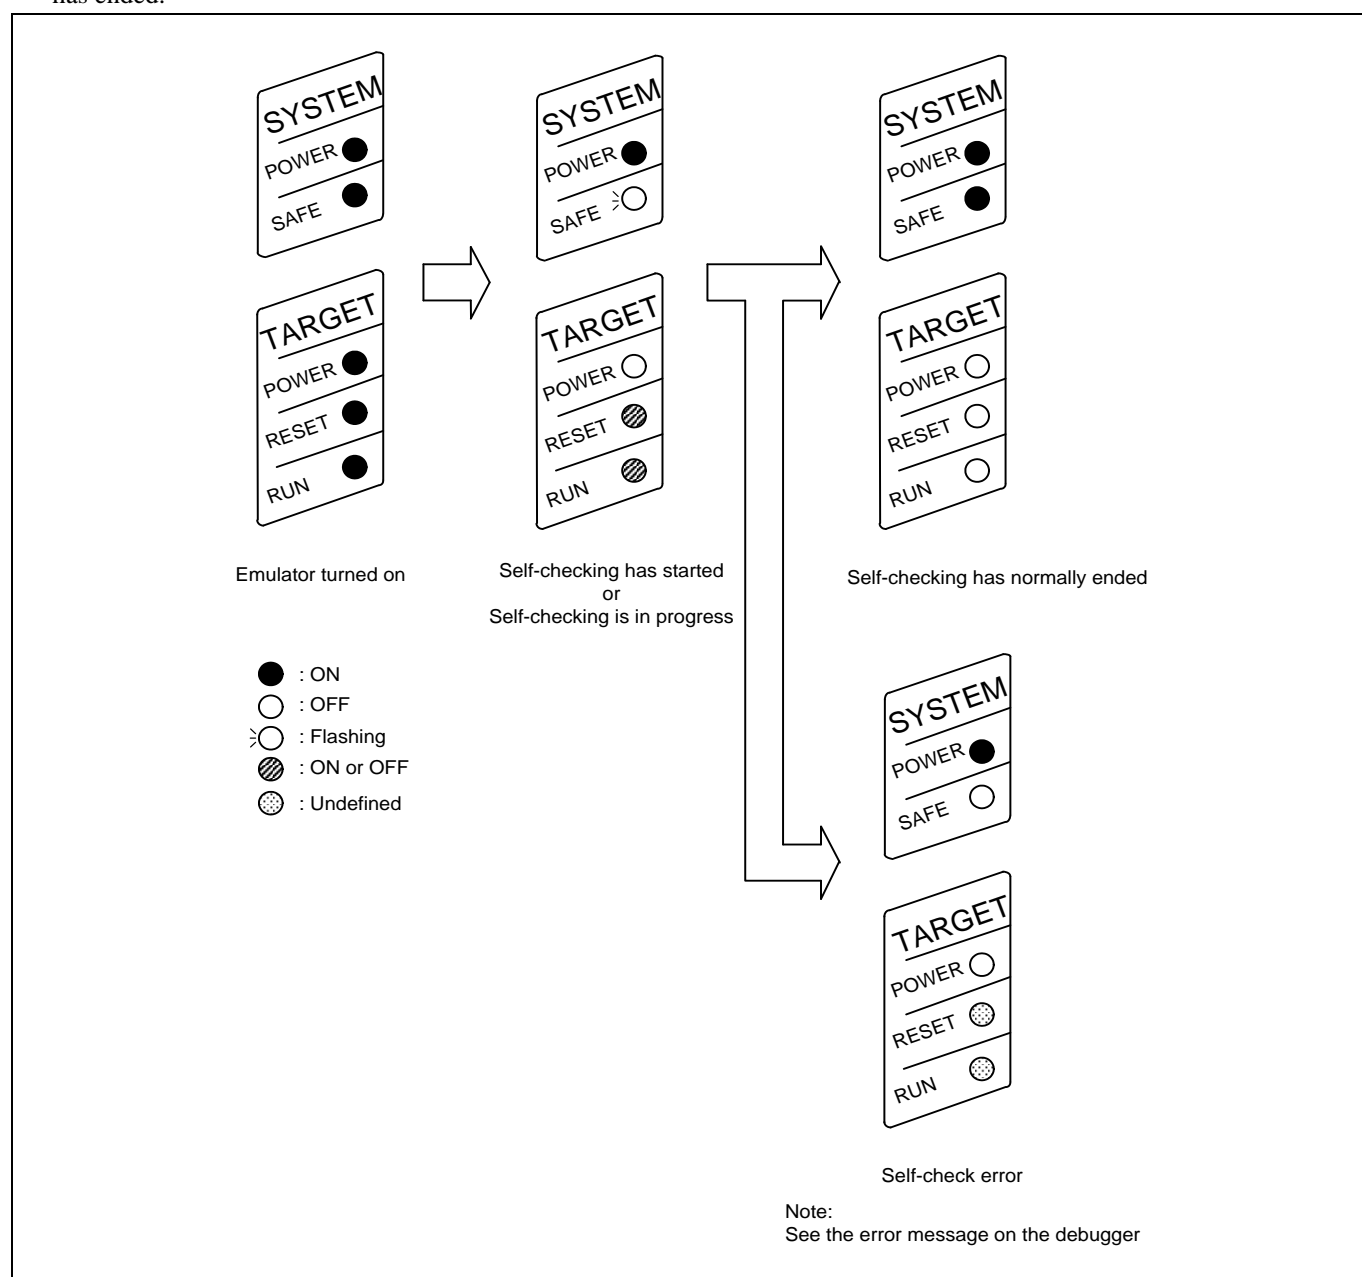 has ended.
SYSTEM
POWER
SAFE
TARGET
POWER
RESET
RUN
Emulator turned on
SYSTEM
POWER
SAFE
TARGET
POWER
RESET
RUN
Self-checking has started
or
Self-checking is in progress
SYSTEM
POWER
SAFE
TARGET
POWER
RESET
RUN
Self-checking has normally ended
: ON
: OFF
: Flashing
: ON or OFF
: Undefined
SYSTEM
POWER
SAFE
TARGET
POWER
RESET
RUN
Self-check error
Note:
See the error message on the debugger